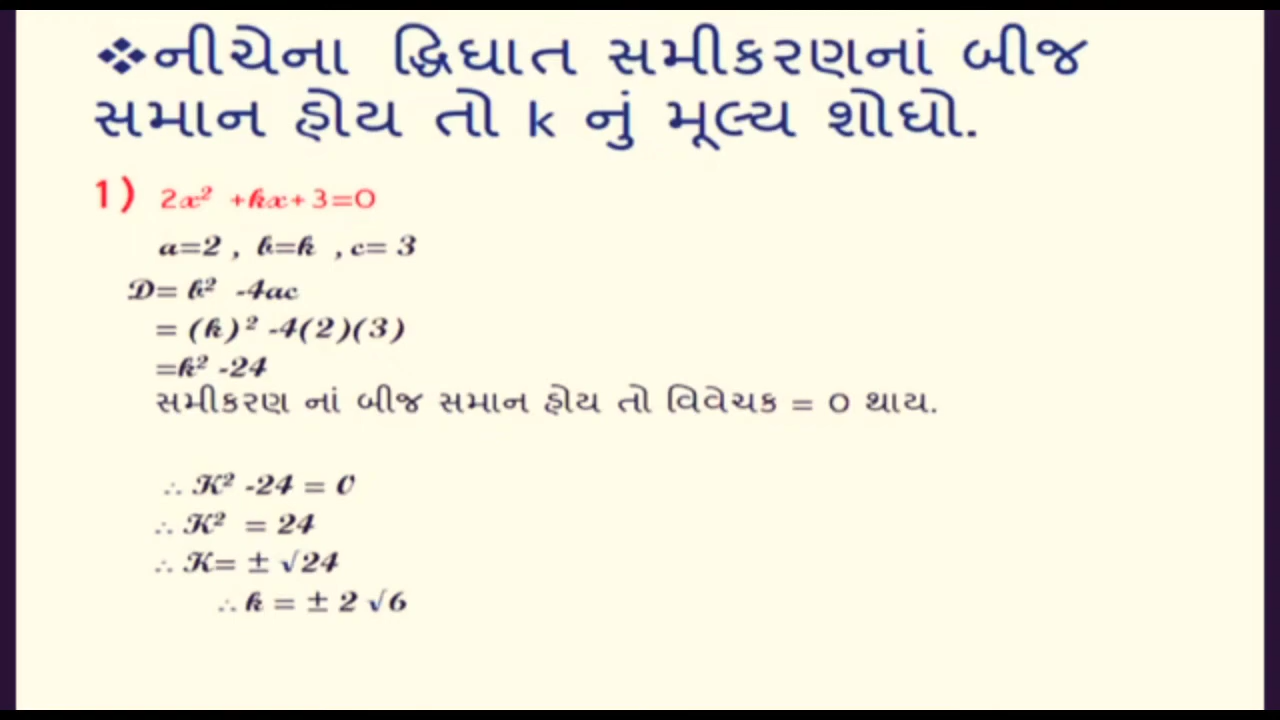 ❖નીચેના દ્વિઘાત સમીકરણનાં બીજ
સમાન હોય તો k નું મૂલ્ય શોધો.
1) 2x² +kx+3=0
a=2 , b=k , c= 3
D= b² -4ac
= (k)² -4(2)(3)
=k² -24
સમીકરણ નાં બીજ સમાન હોય તો વિવેચક = 0 થાય.
∴ K² -24 = 0
∴ K² = 24
∴ K= ± √24
∴ k = ± 2 √6